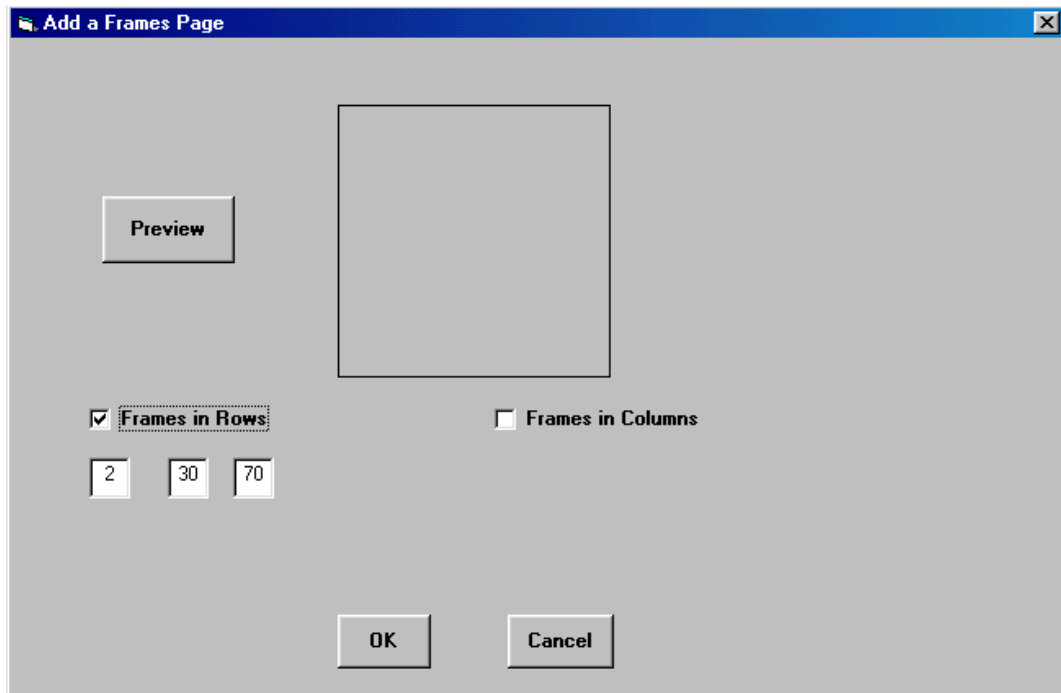 Add a Frames Page
Preview
Frames in Rows
Frames in Columns
2 30 70
OK Cancel